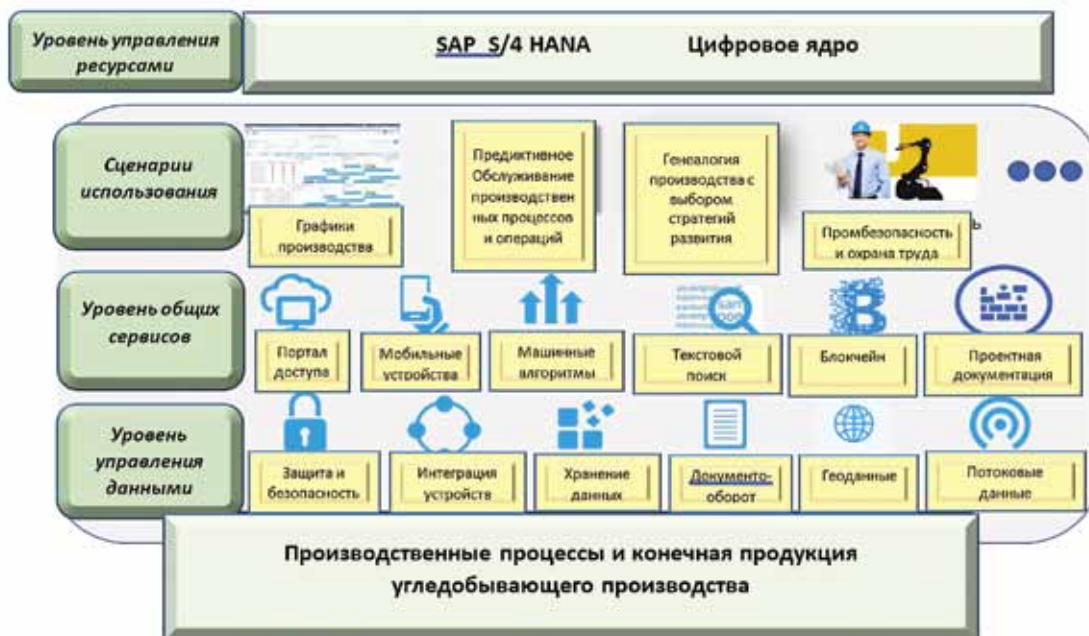 Уровень управления
ресурсами
SAP S/4 HANA Цифровое ядро
Сценарии
использования
Графики
производства
Предиктивное
Обслуживание
производствен
ных процессов
и операций
Генеалогия
производства с
выбором
стратегий
развития
Промбезопасность
и охрана труда
ь
Уровень общих
сервисов
Портал
доступа
Мобильные
устройства
Машинные
алгоритмы
Текстовой
поиск
Блокчейн
Проектная
документация
Уровень
управления
данными
Защита и
безопасность
Интеграция
устройств
Хранение
данных
Документо-
оборот
Геоданные
Потоковые
данные
Производственные процессы и конечная продукция
угледобывающего производства